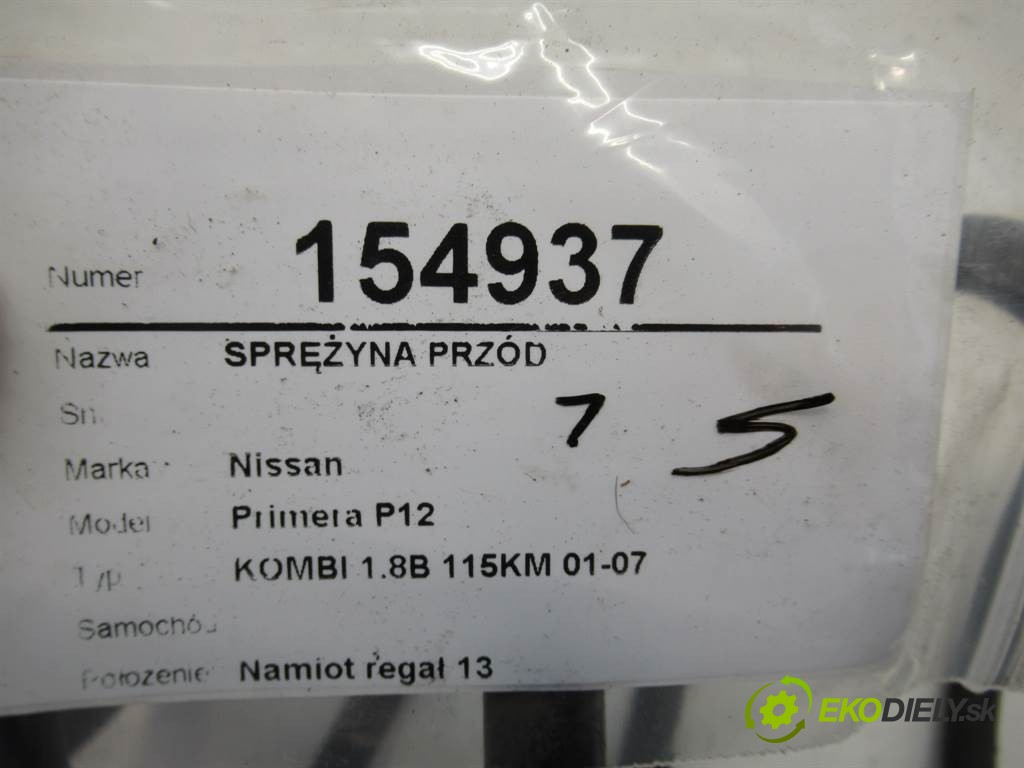 Numer 154937
Nazwa SPRĘŻYNA PRZÓD
Sn.
7 5
Marka Nissan
Model Primera P12
Typ KOMBI 1.8B 115KM 01-07
Samochód
Położenie Namiot regał 13
EKODIELY.sk